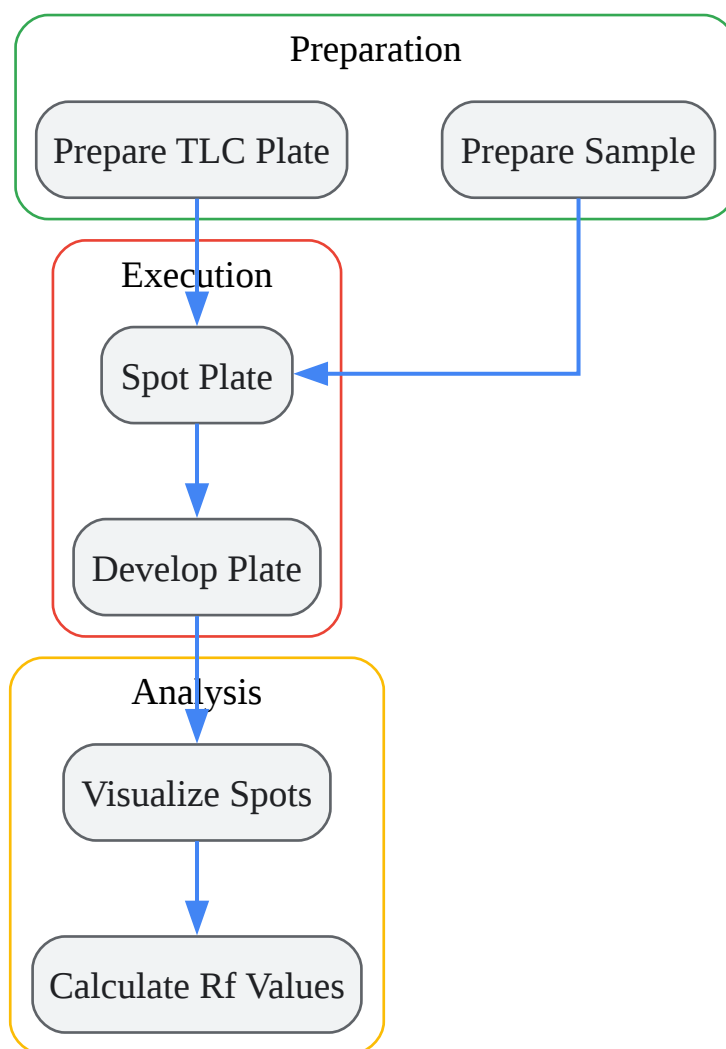 Preparation
Prepare TLC Plate
Prepare Sample
Execution
Spot Plate
Develop Plate
Analysis
Visualize Spots
Calculate Rf Values